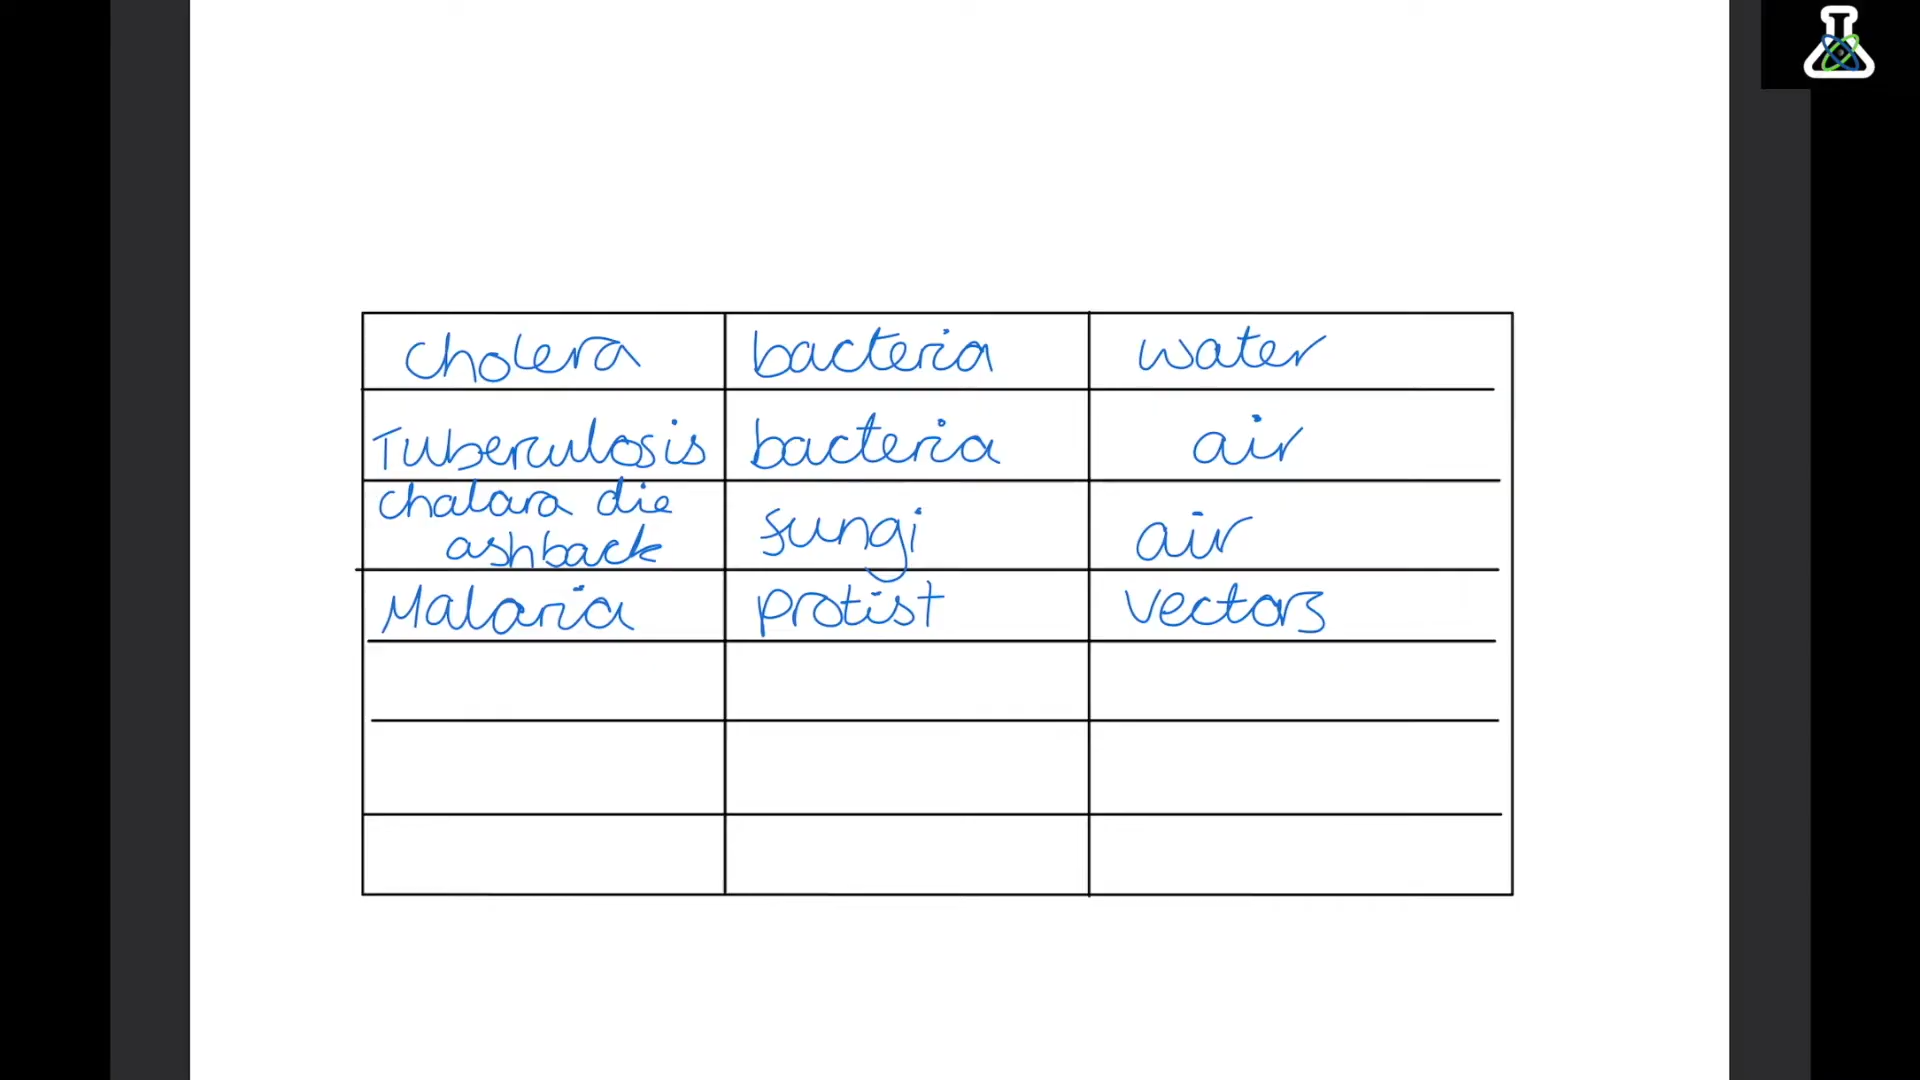 cholera bacteria water
Tuberculosis bacteria air
chalara die
ashback fungi air
Malaria protist vectors